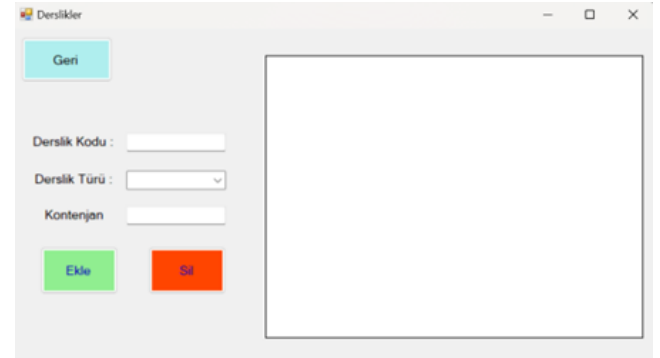 Derslikler
Geri
Derslik Kodu :
Derslik Türü :
Kontenjan
Ekle
Sil